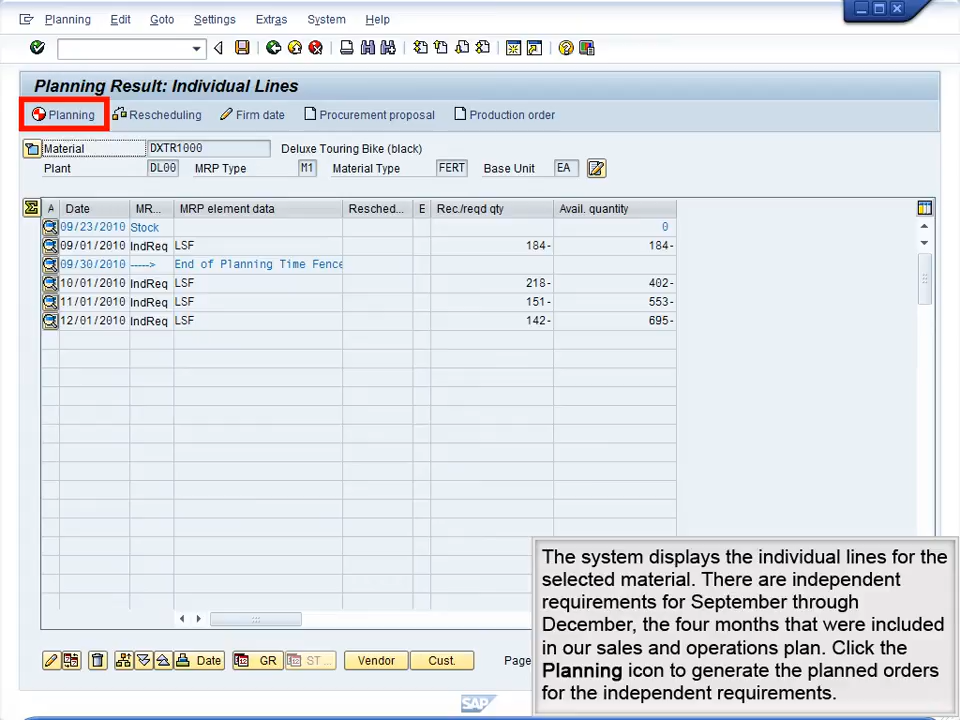 Planning Edit Goto Settings Extras System Help
Planning Result: Individual Lines
Planning Rescheduling Firm date Procurement proposal Production order
Material DXTR1000 Deluxe Touring Bike (black)
Plant DL00 MRP Type M1 Material Type FERT Base Unit EA
A Date MR... MRP element data Resched... E Rec./reqd qty Avail. quantity
09/23/2010 Stock 0
09/01/2010 IndReq LSF 184- 184-
09/30/2010 -----> End of Planning Time Fence
10/01/2010 IndReq LSF 218- 402-
11/01/2010 IndReq LSF 151- 553-
12/01/2010 IndReq LSF 142- 695-
Date GR ST... Vendor Cust. Page
The system displays the individual lines for the
selected material. There are independent
requirements for September through
December, the four months that were included
in our sales and operations plan. Click the
Planning icon to generate the planned orders
for the independent requirements.
SAP